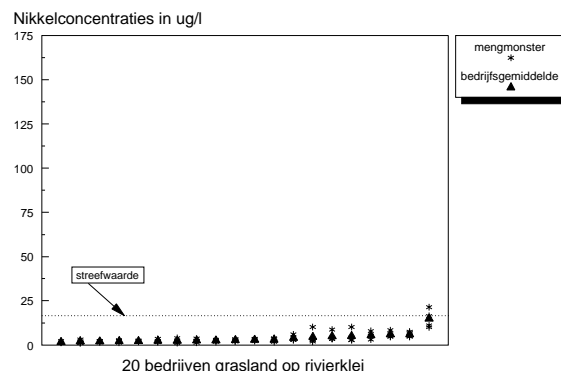 Nikkelconcentraties in ug/l
175
150
125
100
75
50
25
0
streefwaarde
mengmonster
bedrijfsgemiddelde
20 bedrijven grasland op rivierklei